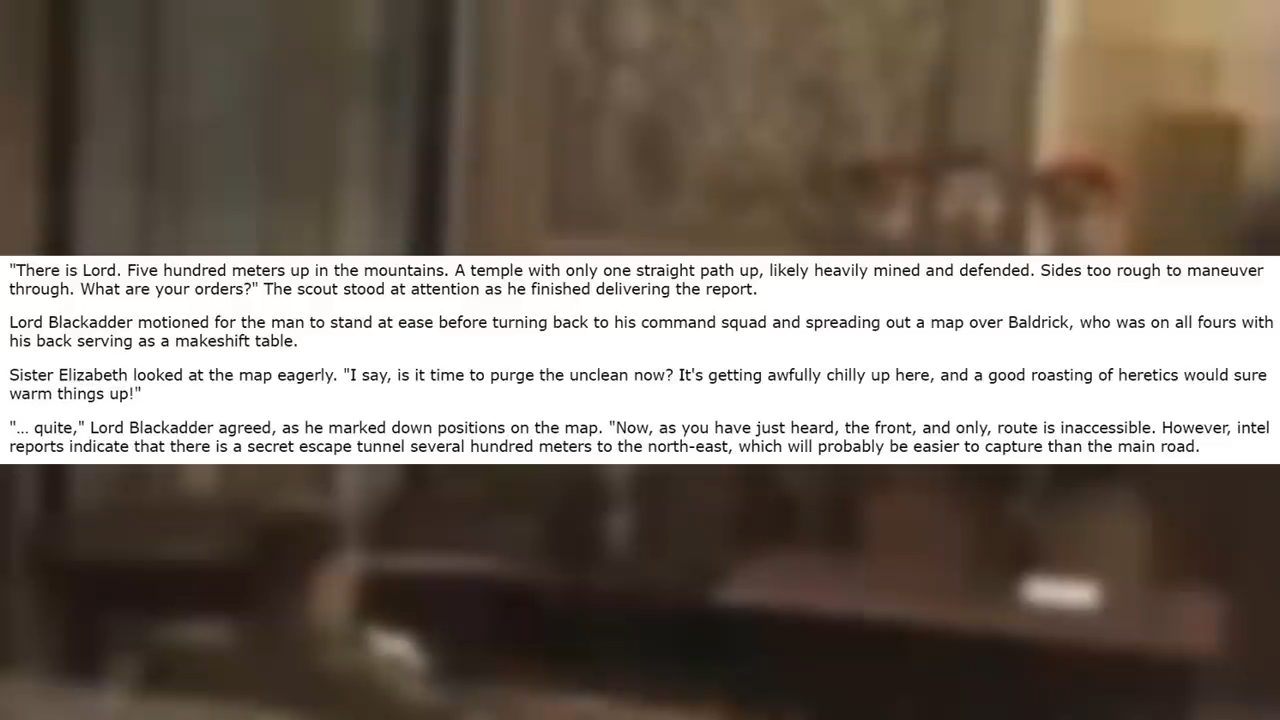 "There is Lord. Five hundred meters up in the mountains. A temple with only one straight path up, likely heavily mined and defended. Sides too rough to maneuver
through. What are your orders?" The scout stood at attention as he finished delivering the report.
Lord Blackadder motioned for the man to stand at ease before turning back to his command squad and spreading out a map over Baldrick, who was on all fours with
his back serving as a makeshift table.
Sister Elizabeth looked at the map eagerly. "I say, is it time to purge the unclean now? It's getting awfully chilly up here, and a good roasting of heretics would sure
warm things up!"
"... quite," Lord Blackadder agreed, as he marked down positions on the map. "Now, as you have just heard, the front, and only, route is inaccessible. However, intel
reports indicate that there is a secret escape tunnel several hundred meters to the north-east, which will probably be easier to capture than the main road.